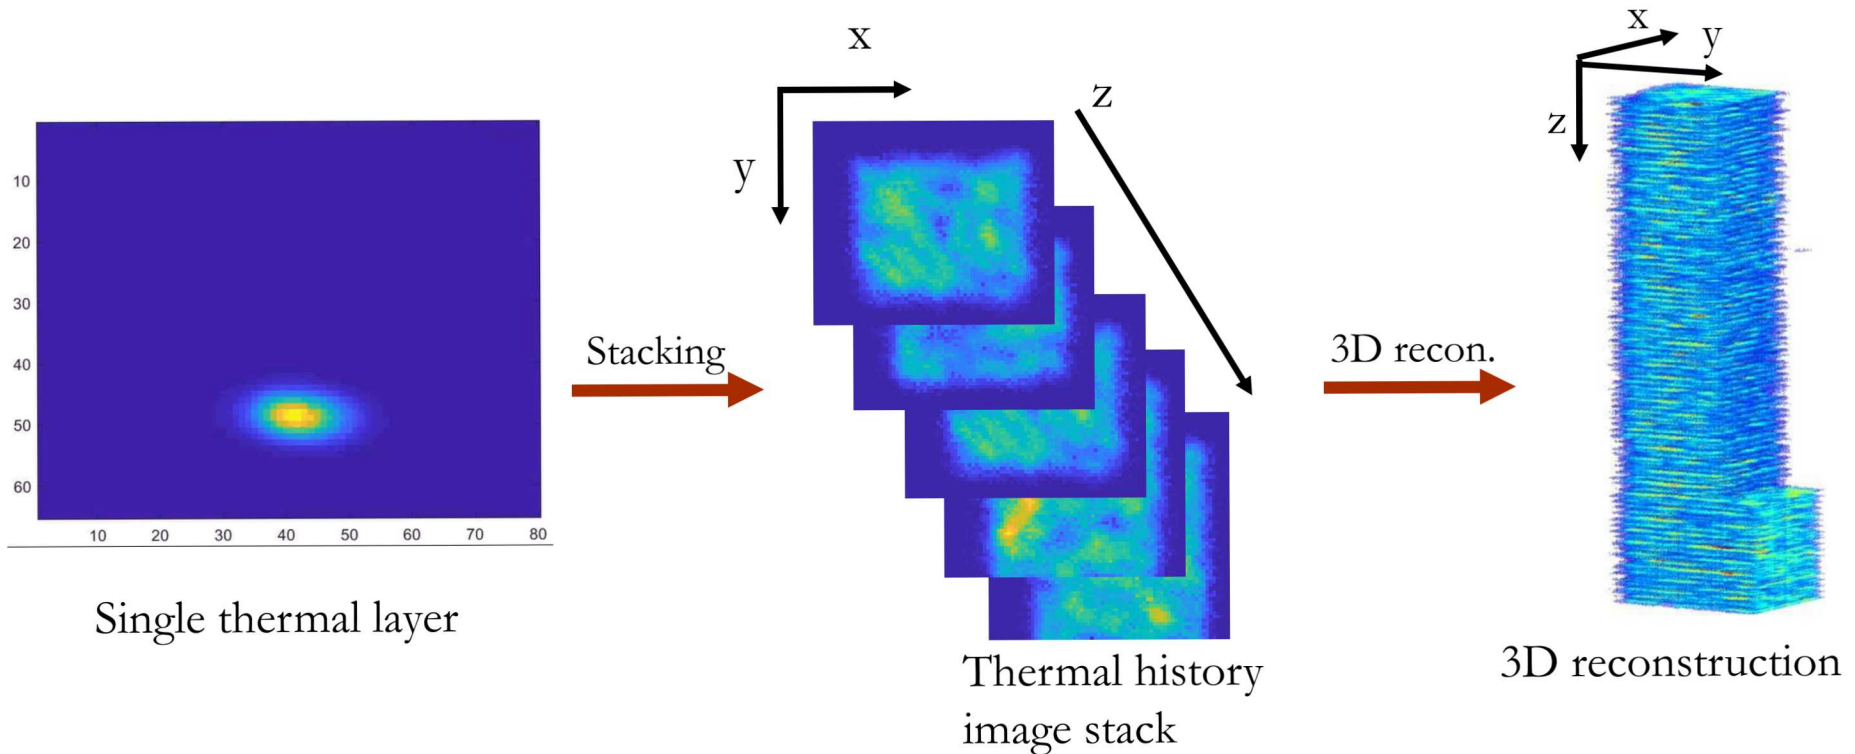 10
20
30
40
50
60
10 20 30 40 50 60 70 80
Single thermal layer
Stacking
x
y
z
Thermal history
image stack
3D recon.
x
y
z
3D reconstruction